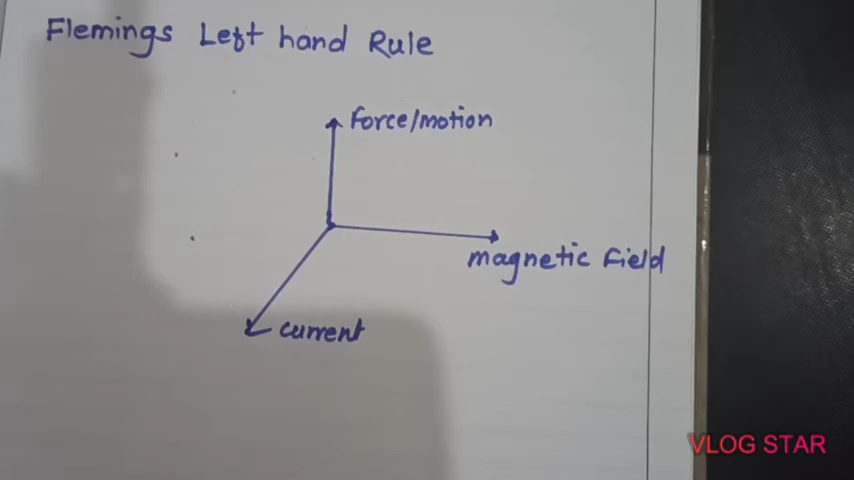 Flemings Left hand Rule
Force/motion
magnetic Field
current
VLOG STAR